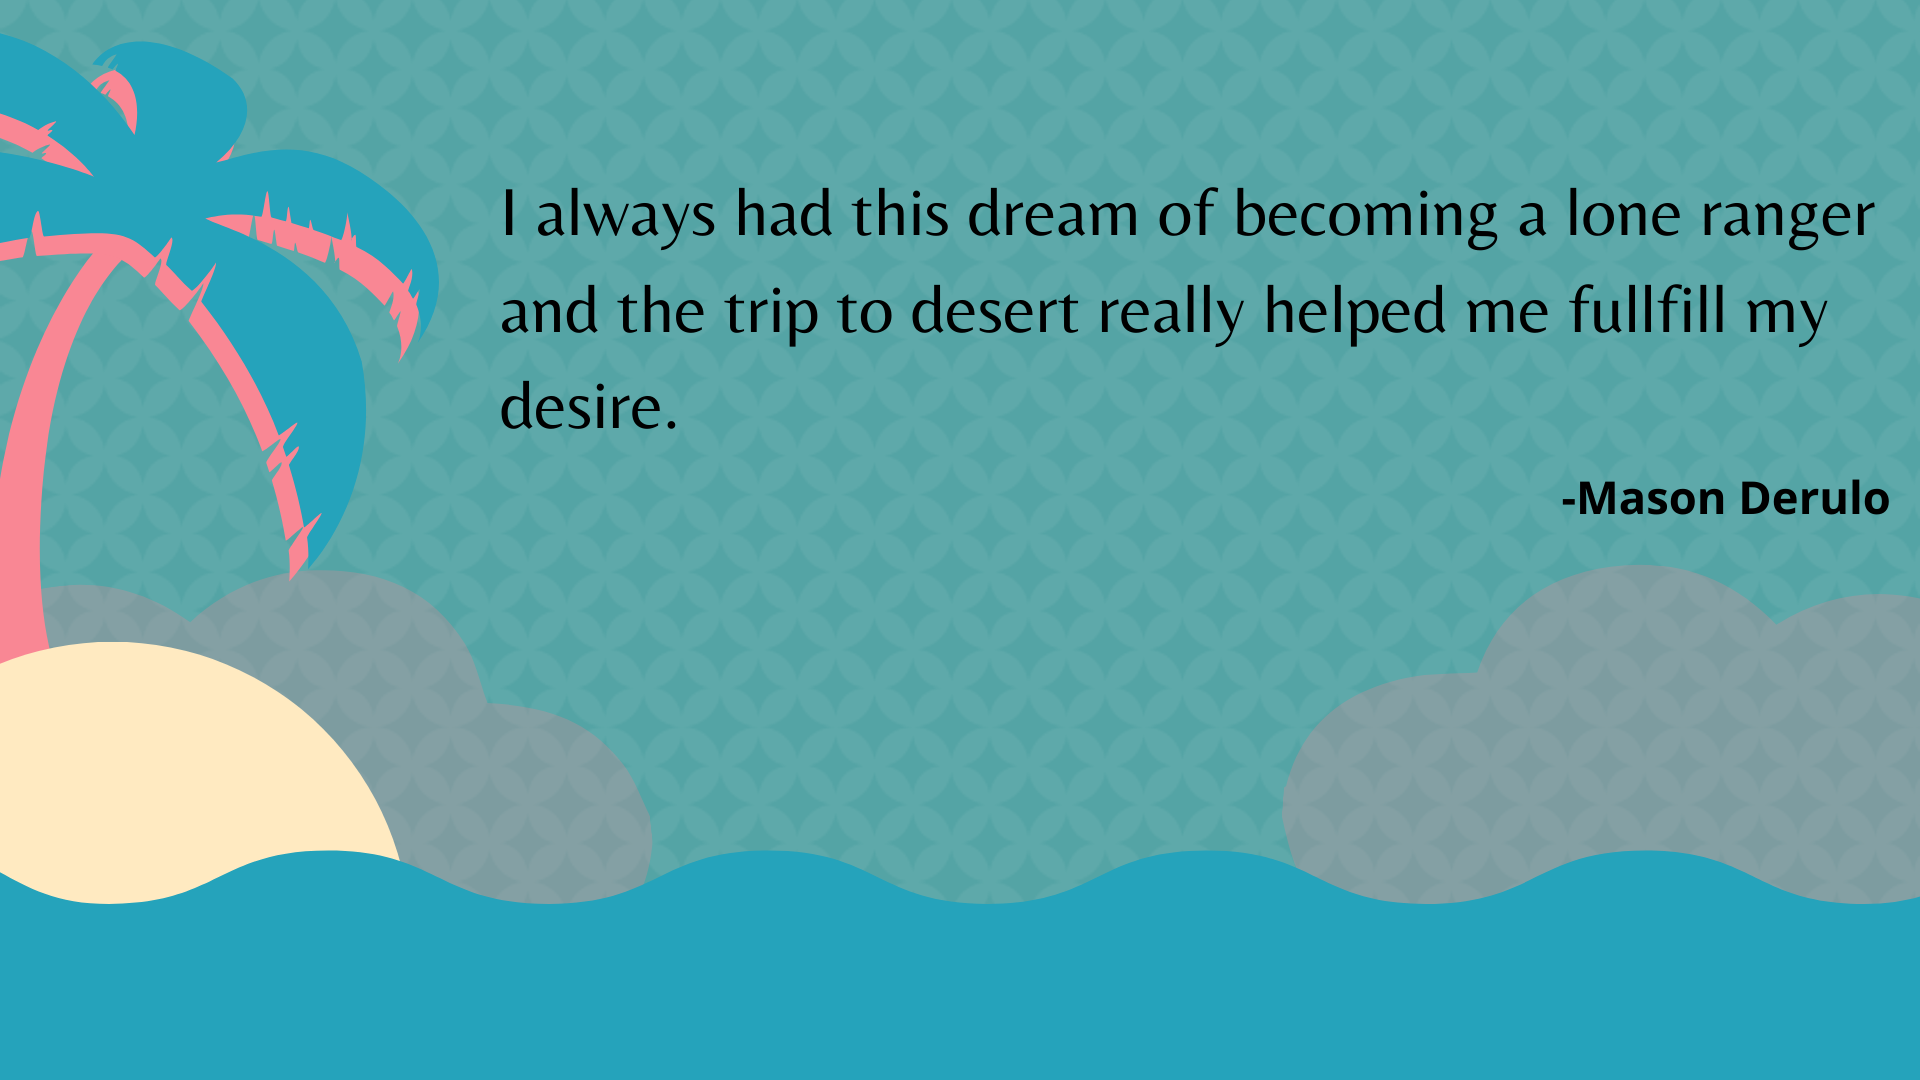 I always had this dream of becoming a lone ranger
and the trip to desert really helped me fullfill my
desire.
-Mason Derulo